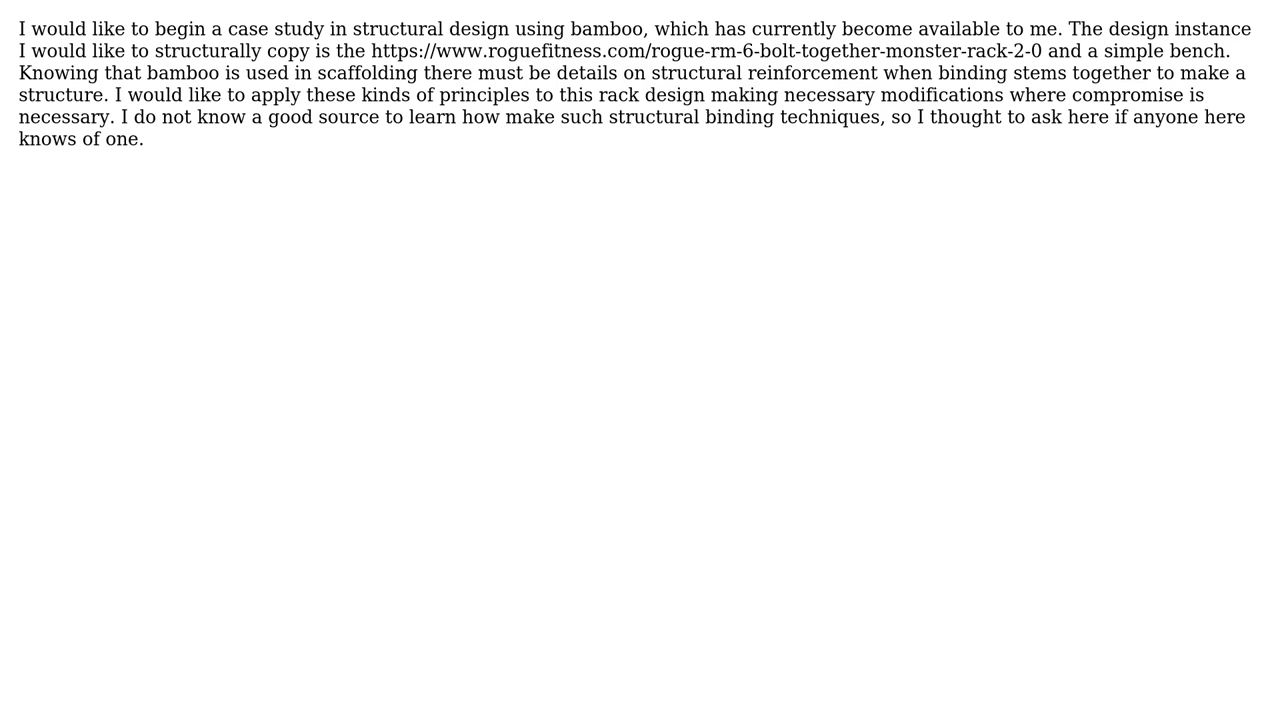 I would like to begin a case study in structural design using bamboo, which has currently become available to me. The design instance
I would like to structurally copy is the https://www.roguefitness.com/rogue-rm-6-bolt-together-monster-rack-2-0 and a simple bench.
Knowing that bamboo is used in scaffolding there must be details on structural reinforcement when binding stems together to make a
structure. I would like to apply these kinds of principles to this rack design making necessary modifications where compromise is
necessary. I do not know a good source to learn how make such structural binding techniques, so I thought to ask here if anyone here
knows of one.